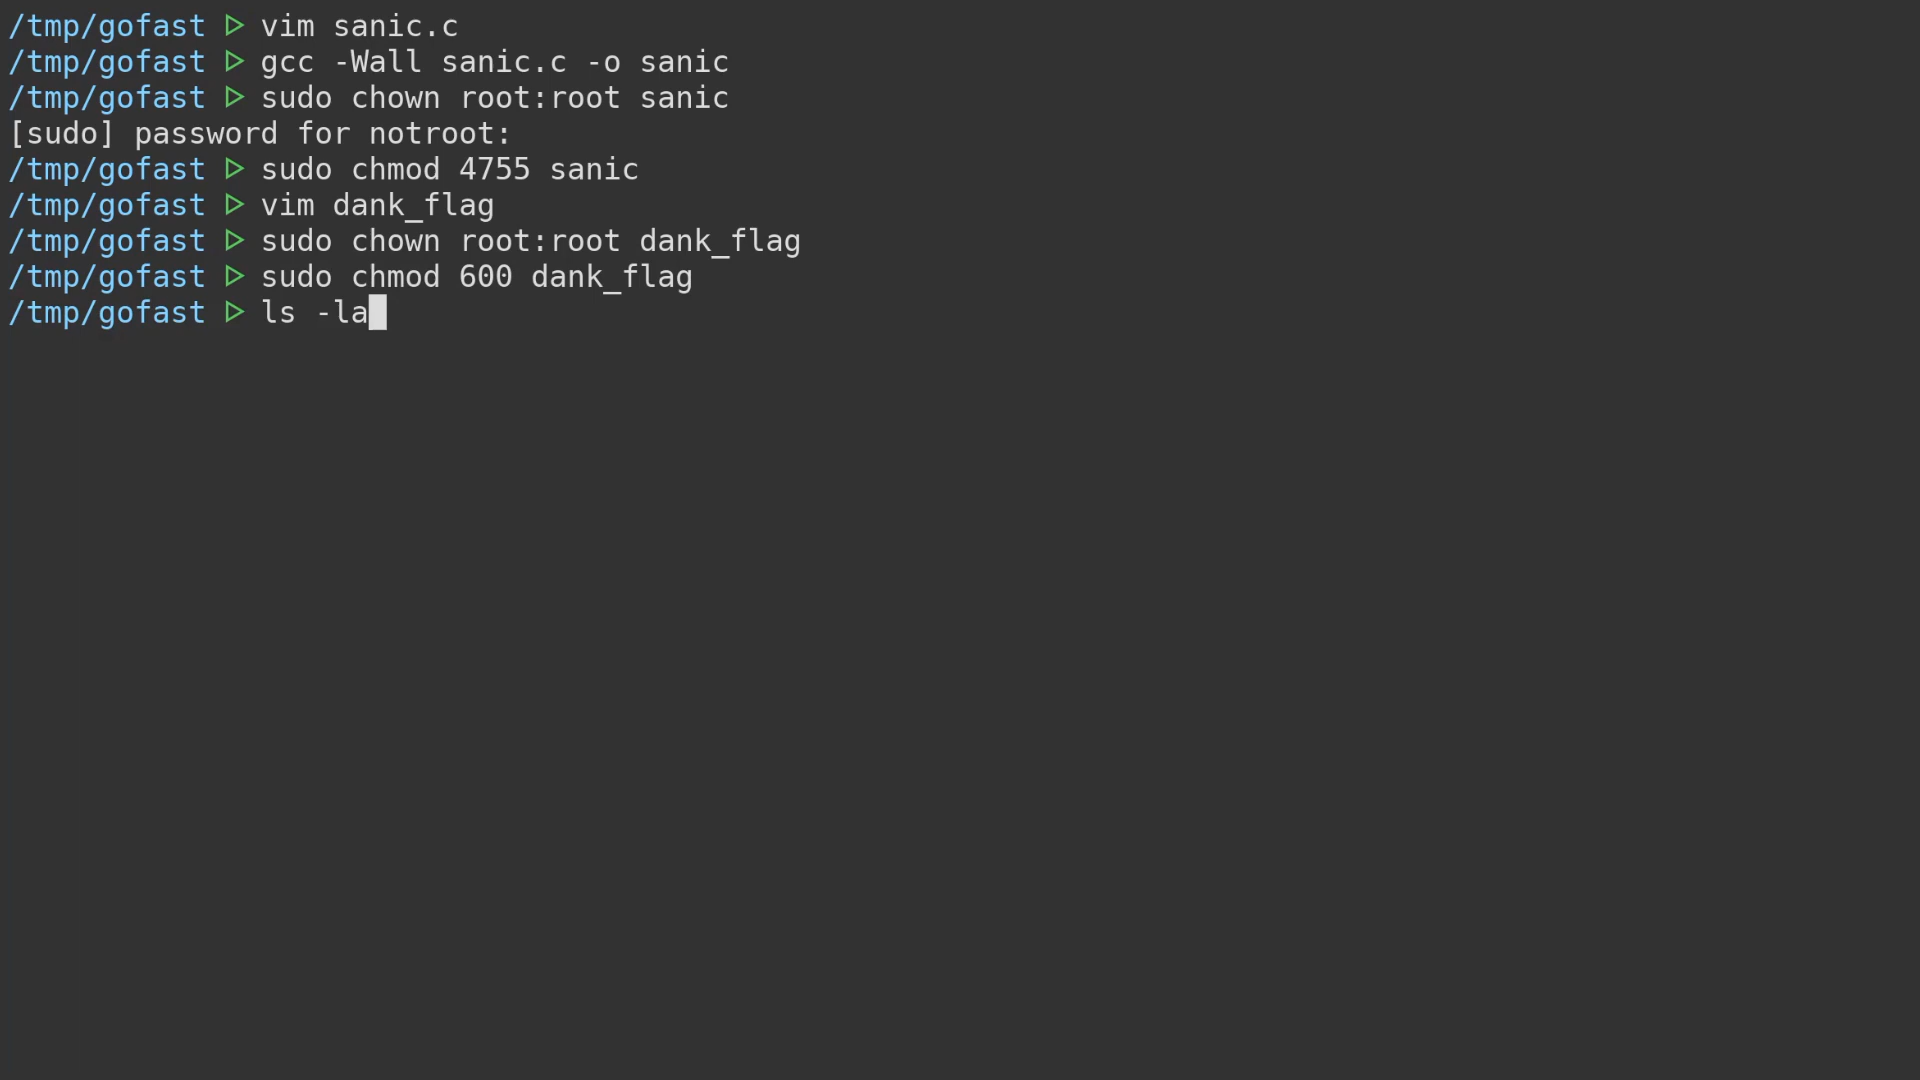 /tmp/gofast ▷ vim sanic.c
/tmp/gofast ▷ gcc -Wall sanic.c -o sanic
/tmp/gofast ▷ sudo chown root:root sanic
[sudo] password for notroot:
/tmp/gofast ▷ sudo chmod 4755 sanic
/tmp/gofast ▷ vim dank_flag
/tmp/gofast ▷ sudo chown root:root dank_flag
/tmp/gofast ▷ sudo chmod 600 dank_flag
/tmp/gofast ▷ ls -la